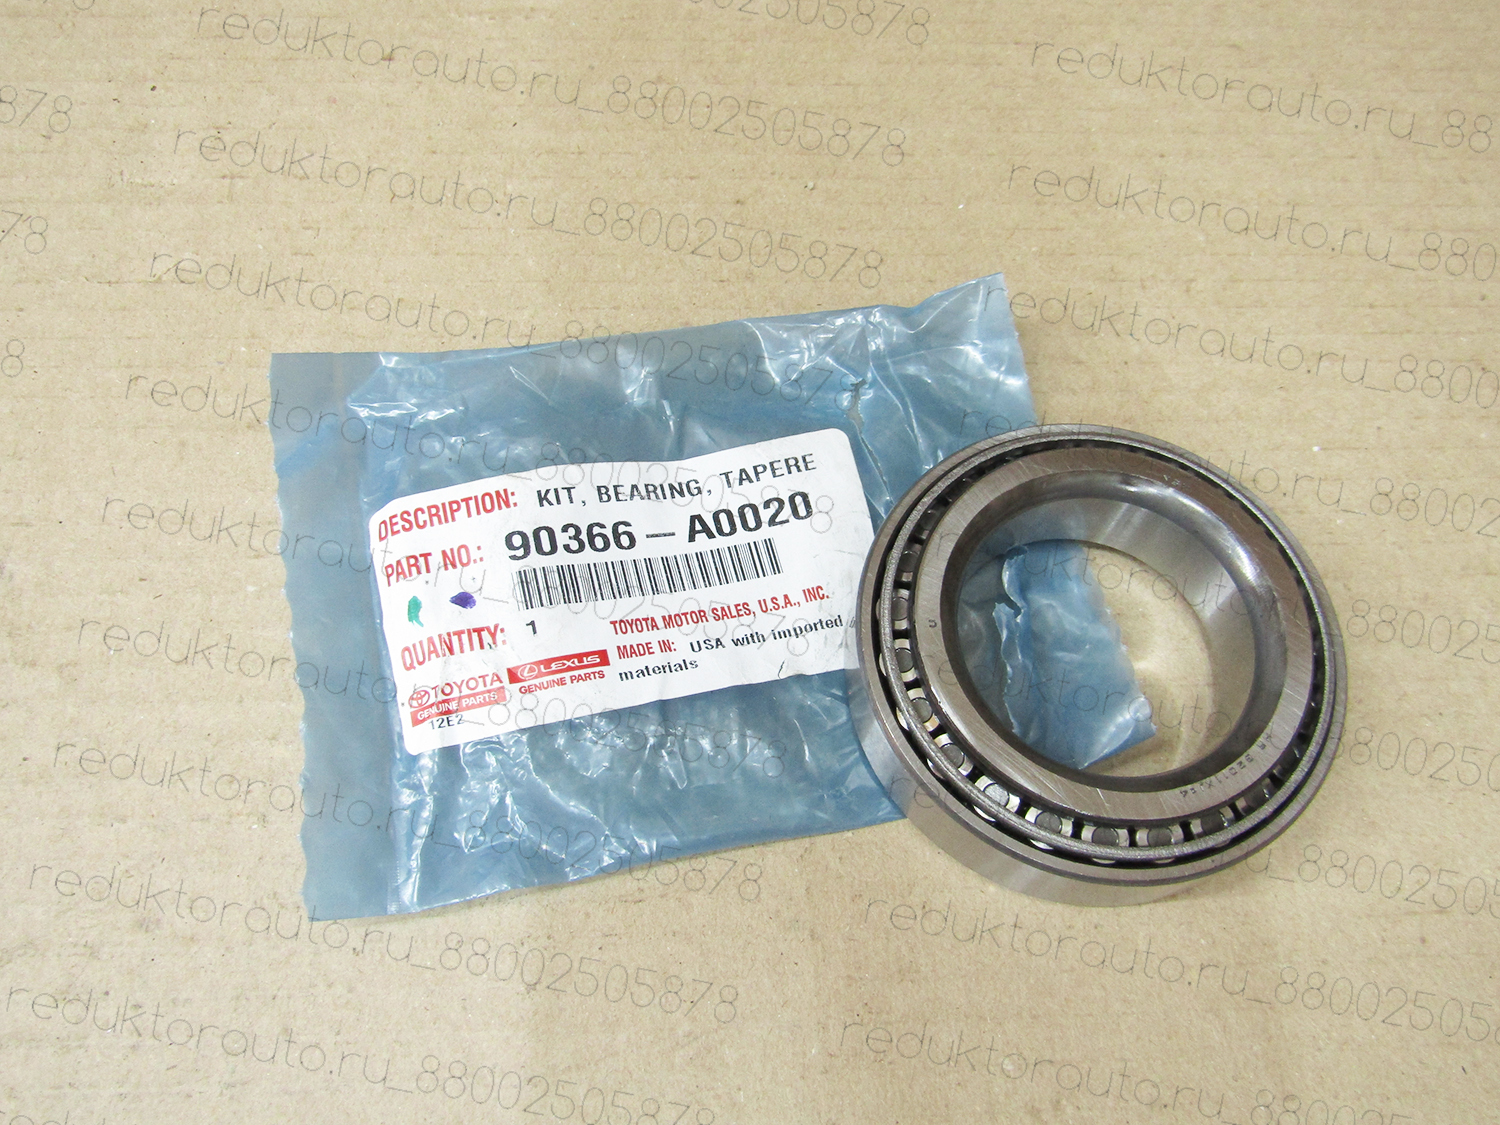 reduktorauto.ru_88002505878
DESCRIPTION: KIT, BEARING, TAPERE
PART NO.: 90366-A0020
QUANTITY: 1
TOYOTA MOTOR SALES, U.S.A., INC.
MADE IN: USA with imported
materials
TOYOTA
GENUINE PARTS
LEXUS
GENUINE PARTS
12E2